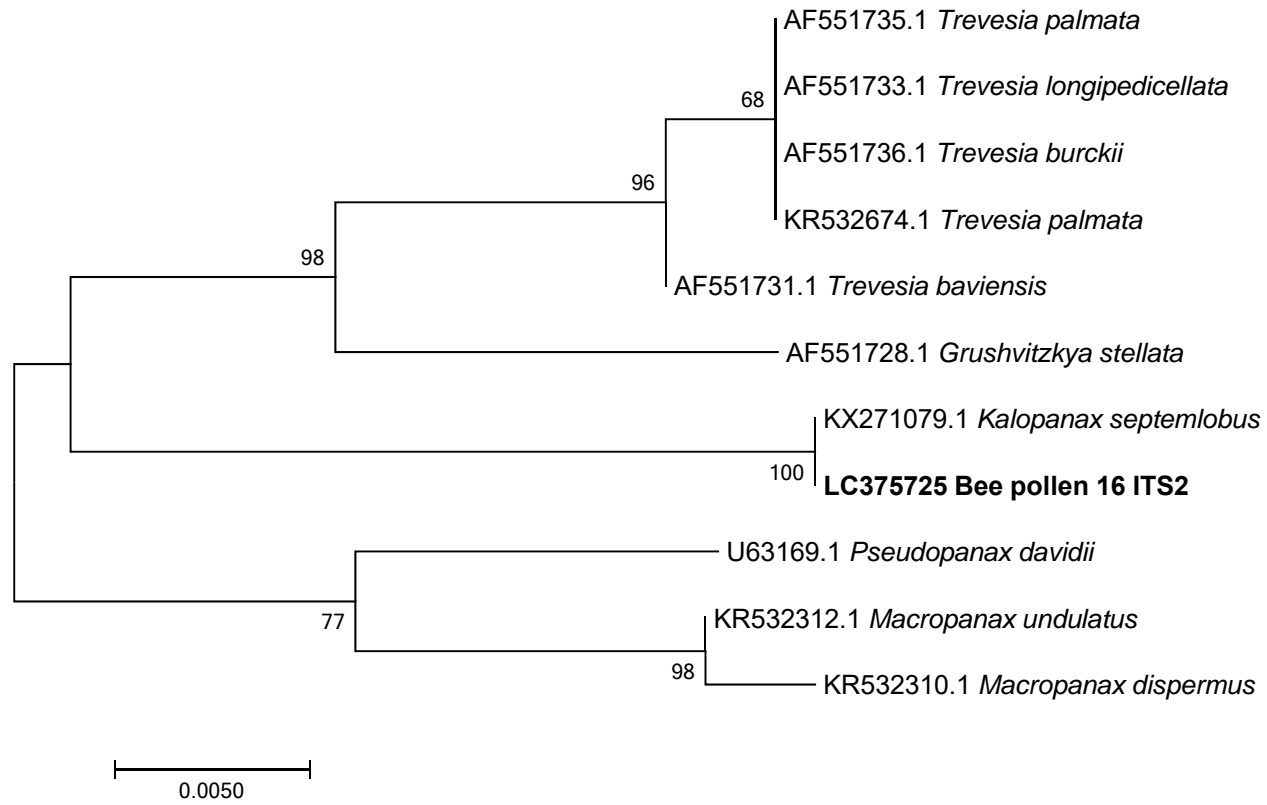 AF551735.1 Trevesia palmata
AF551733.1 Trevesia longipedicellata
68
AF551736.1 Trevesia burckii
96
KR532674.1 Trevesia palmata
98
AF551731.1 Trevesia baviensis
AF551728.1 Grushvitzkya stellata
KX271079.1 Kalopanax septemlobus
100
LC375725 Bee pollen 16 ITS2
U63169.1 Pseudopanax davidii
77
KR532312.1 Macropanax undulatus
98
KR532310.1 Macropanax dispermus
0.0050